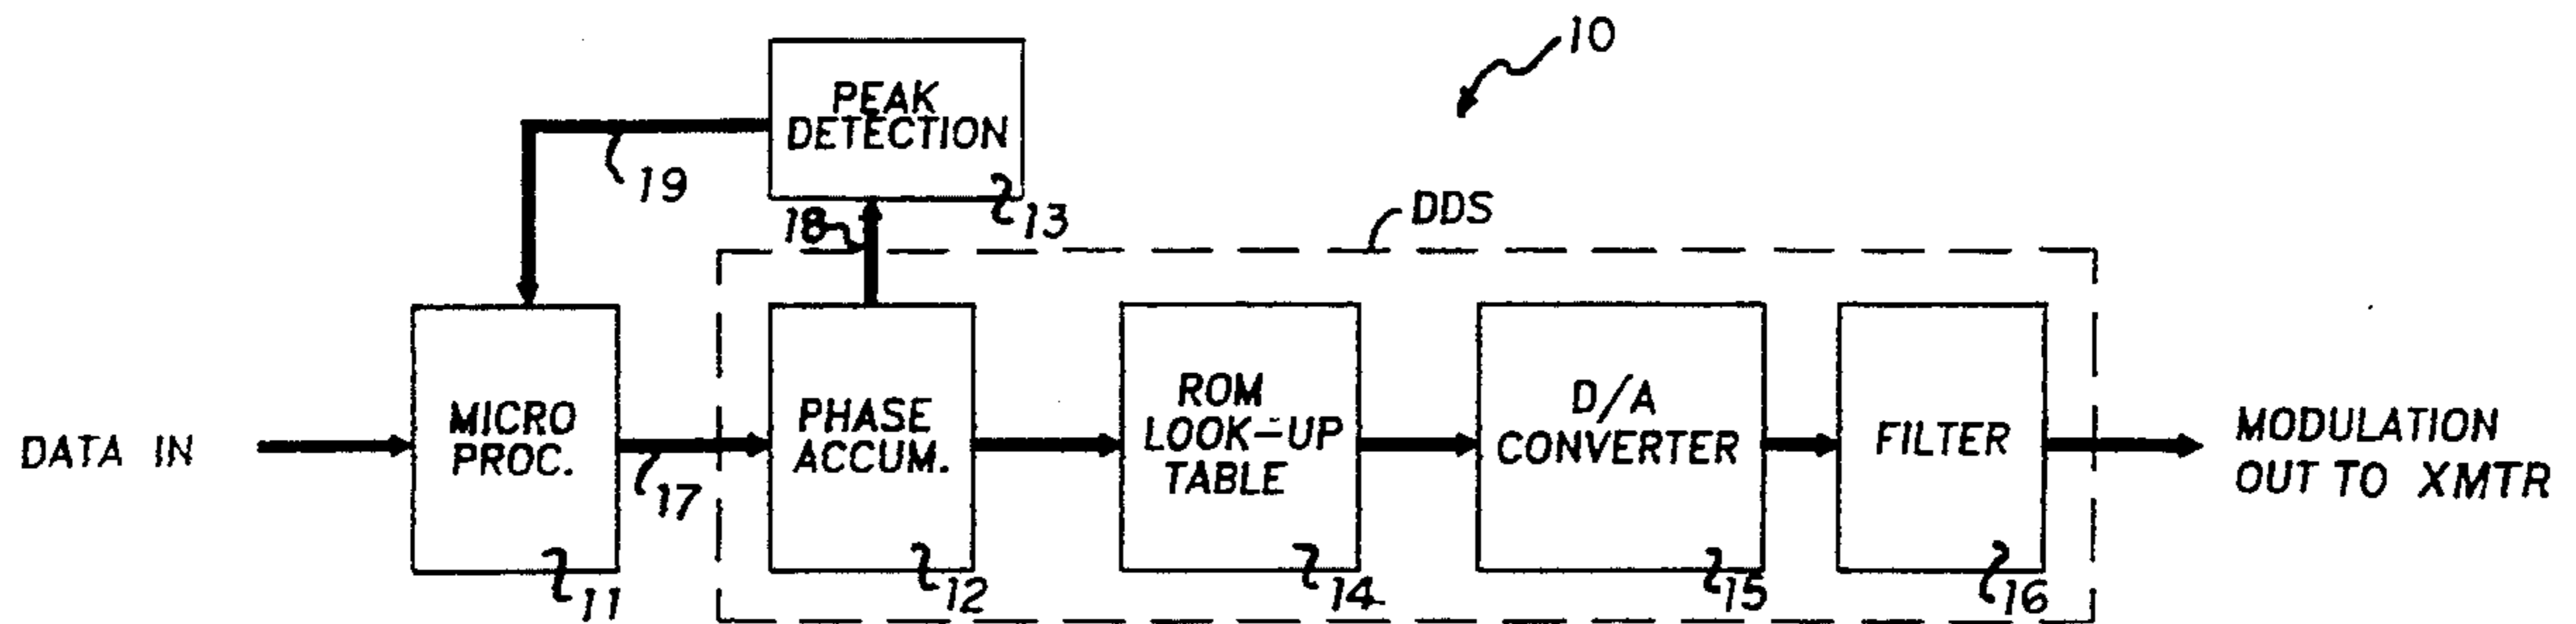 10
PEAK
DETECTION
19
13
18
DDS
DATA IN
MICRO
PROC.
17
11
PHASE
ACCUM.
12
ROM
LOOK-UP
TABLE
14
D/A
CONVERTER
15
FILTER
16
MODULATION
OUT TO XMTR